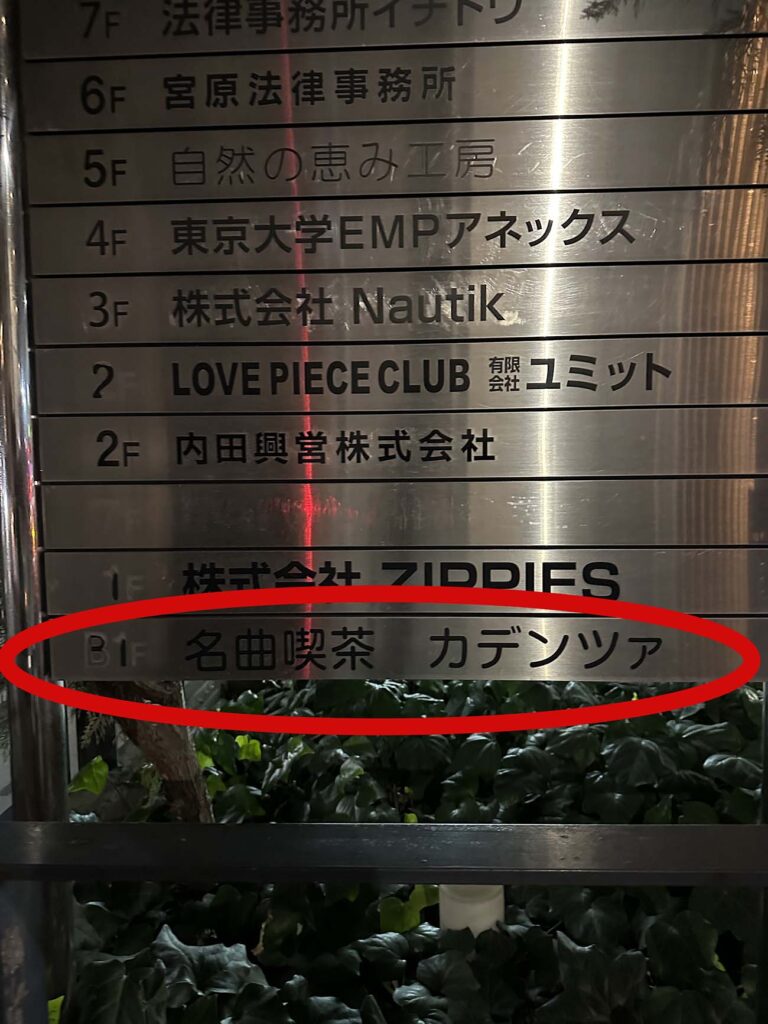 7F 法律事務所イオタワ
6F 宮原法律事務所
5F 自然の恵み工房
4F 東京大学EMPアネックス
3F 株式会社 Nautik
2 LOVE PIECE CLUB 有限会社ユミット
2F 内田興営株式会社
1F 株式会社 ZIPPIES
B1F 名曲喫茶 カデンツァ